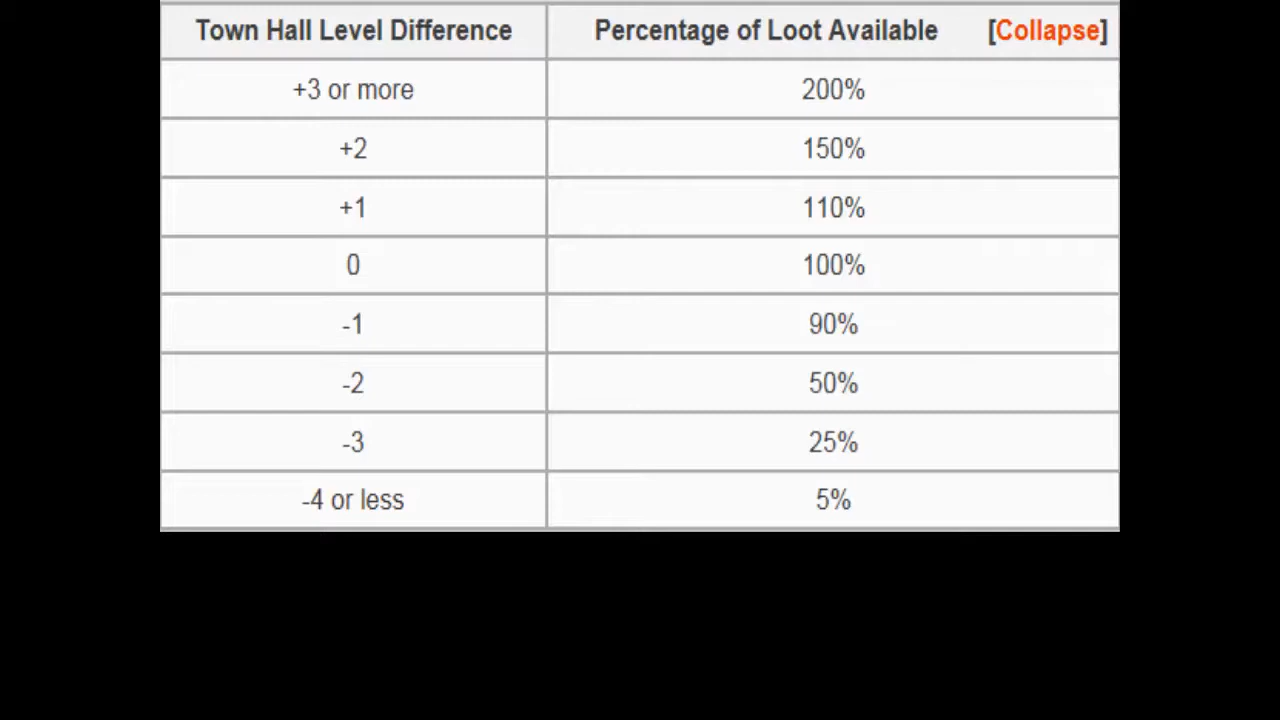 Town Hall Level Difference Percentage of Loot Available [Collapse]
+3 or more 200%
+2 150%
+1 110%
0 100%
-1 90%
-2 50%
-3 25%
-4 or less 5%